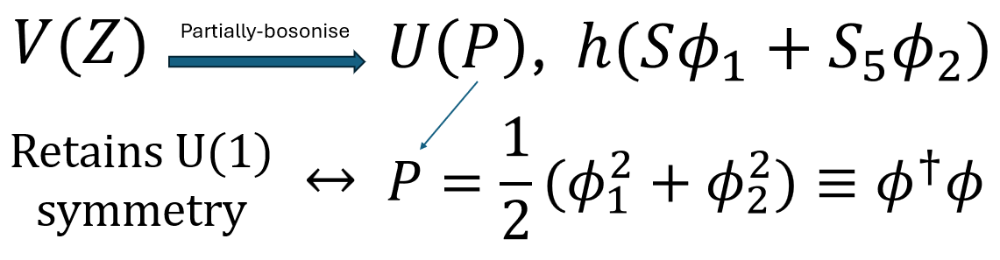 V(Z) Partially-bosonise U(P), h(Sϕ₁ + S₅ϕ₂)
Retains U(1)
symmetry ↔ P = 1/2 (ϕ₁² + ϕ₂²) ≡ ϕ†ϕ